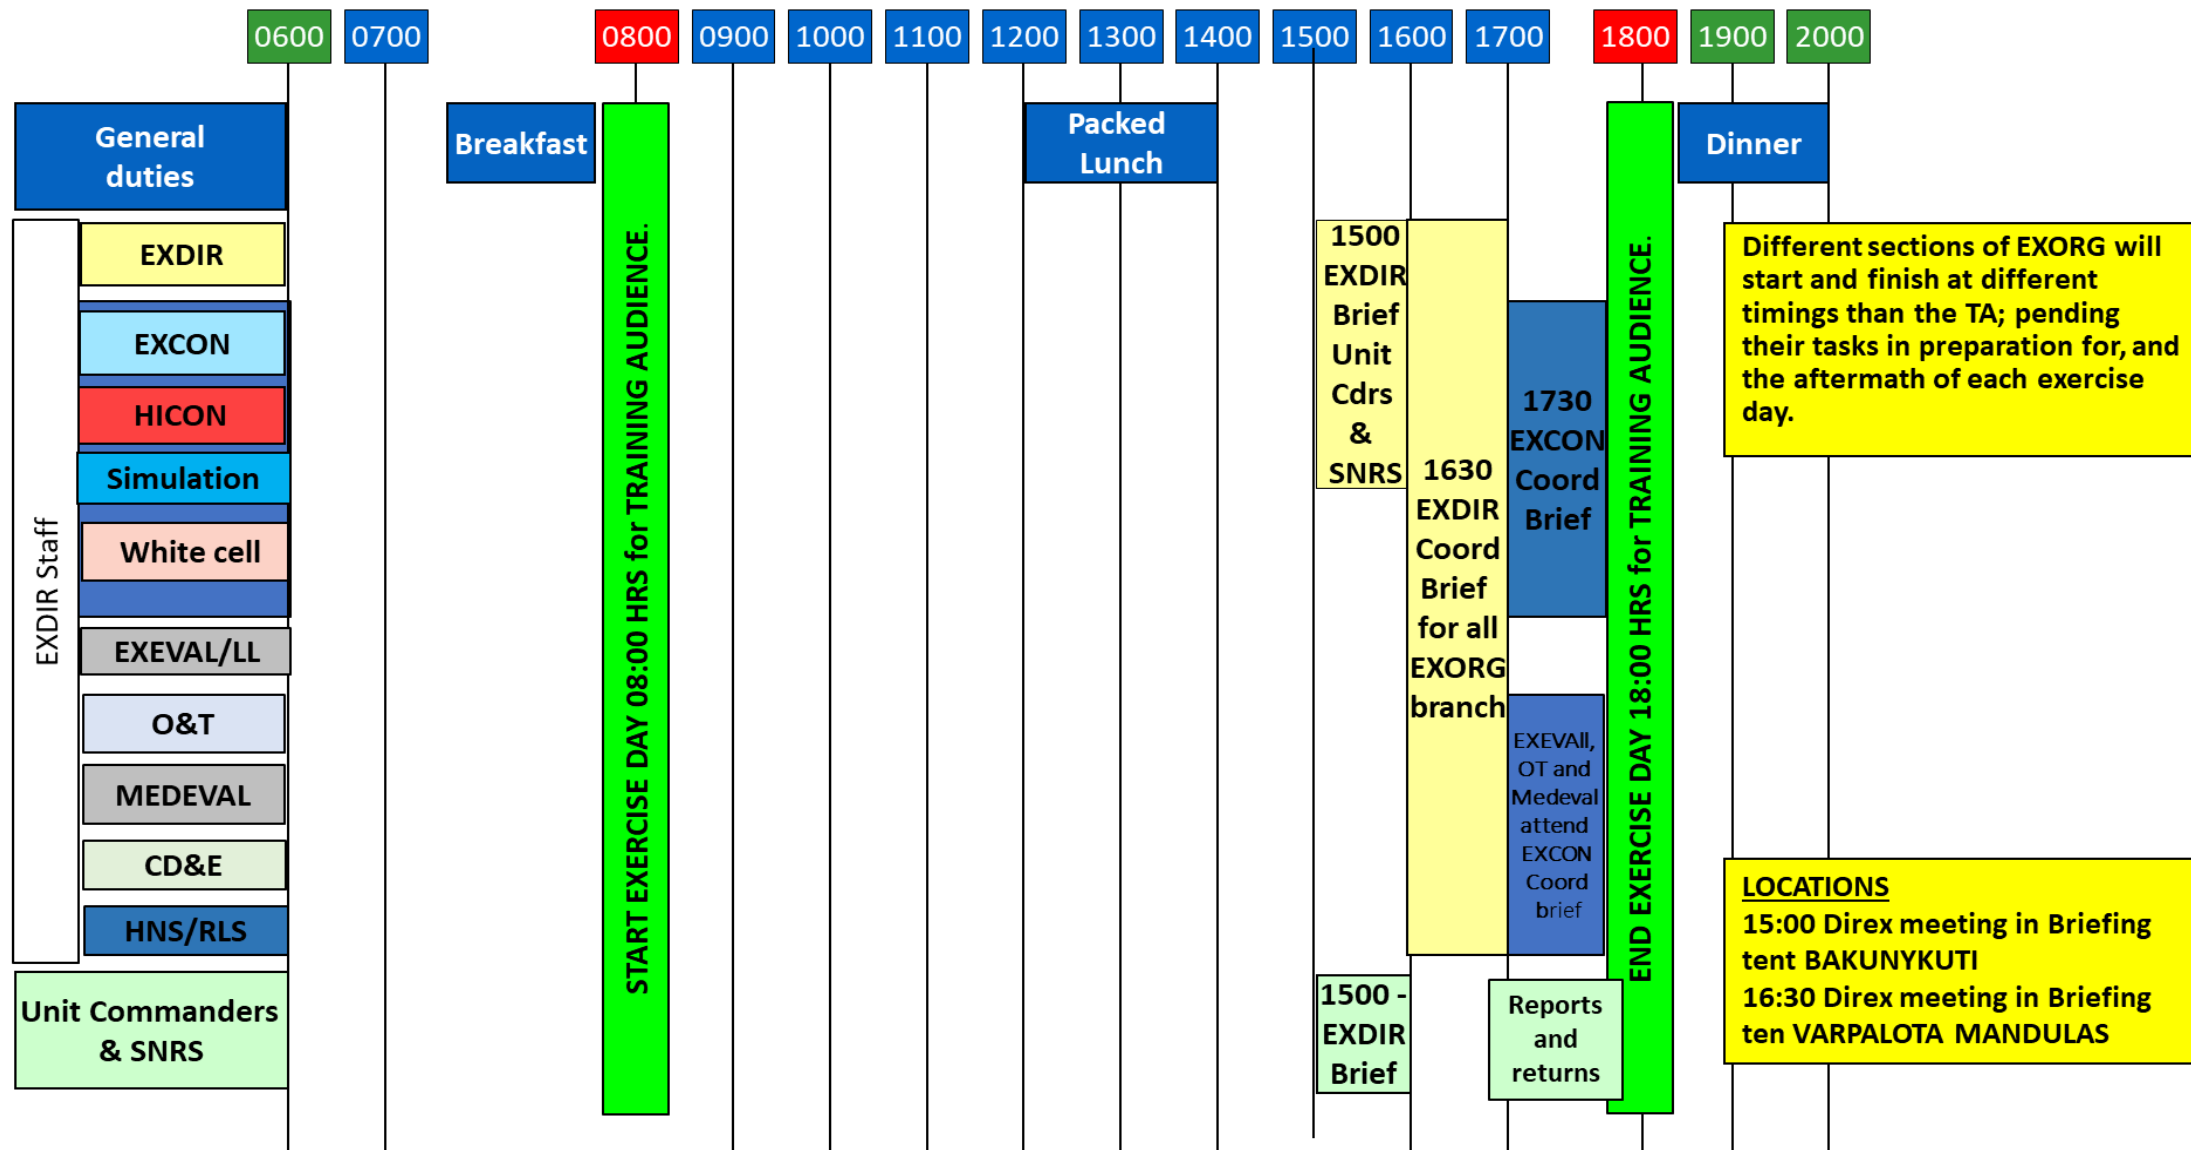 0600 0700 0800 0900 1000 1100 1200 1300 1400 1500 1600 1700 1800 1900 2000
General
duties
Breakfast
Packed
Lunch
Dinner
EXDIR Staff
EXDIR
EXCON
HICON
Simulation
White cell
EXEVAL/LL
O&T
MEDEVAL
CD&E
HNS/RLS
Unit Commanders
& SNRS
START EXERCISE DAY 08:00 HRS for TRAINING AUDIENCE.
1500
EXDIR
Brief
Unit
Cdrs
&
SNRS
1630
EXDIR
Coord
Brief
for all
EXORG
branch
1730
EXCON
Coord
Brief
EXEVAll,
OT and
Medeval
attend
EXCON
Coord
brief
1500 -
EXDIR
Brief
Reports
and
returns
END EXERCISE DAY 18:00 HRS for TRAINING AUDIENCE.
Different sections of EXORG will
start and finish at different
timings than the TA; pending
their tasks in preparation for, and
the aftermath of each exercise
day.
LOCATIONS
15:00 Direx meeting in Briefing
tent BAKUNYKUTI
16:30 Direx meeting in Briefing
ten VARPALOTA MANDULAS